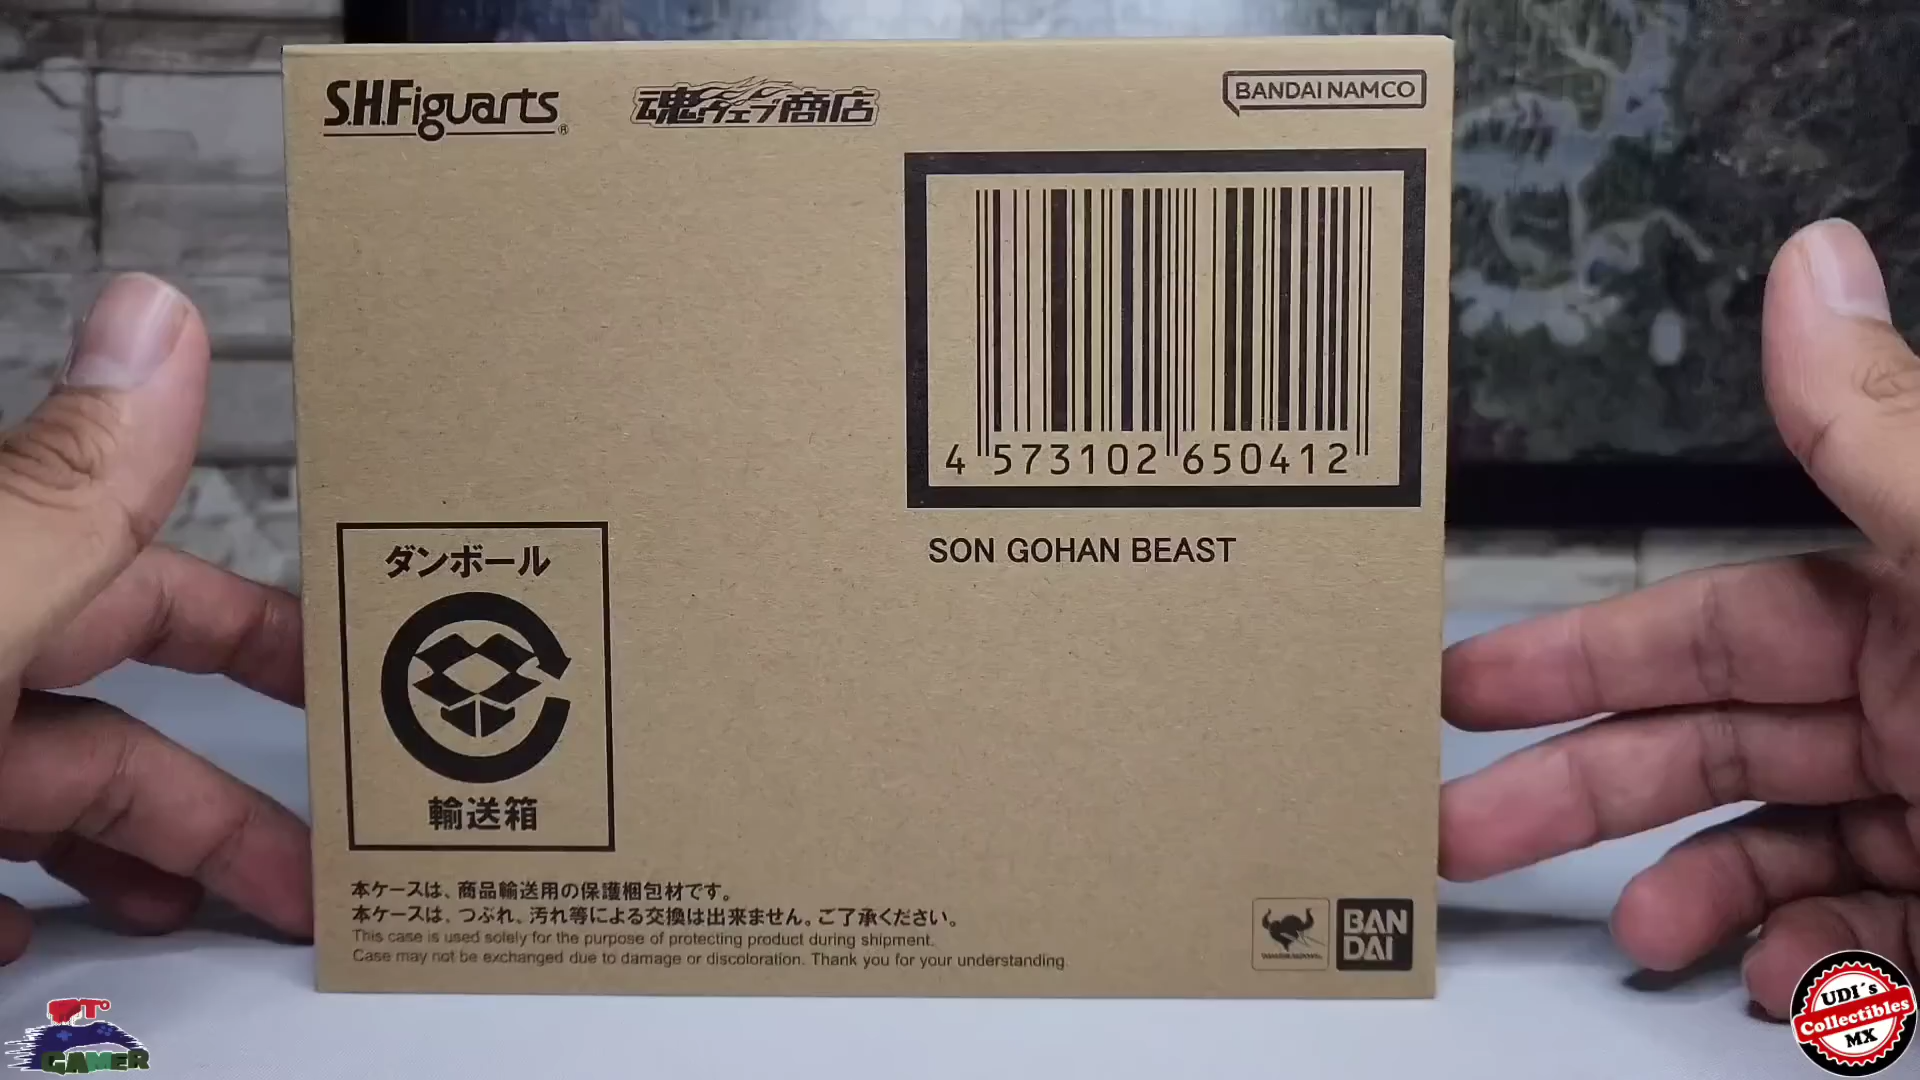 S.H.Figuarts®
魂ウェブ商店
BANDAI NAMCO
4 573102 650412
SON GOHAN BEAST
ダンボール
輸送箱
本ケースは、商品輸送用の保護梱包材です。
本ケースは、つぶれ、汚れ等による交換は出来ません。ご了承ください。
This case is used solely for the purpose of protecting product during shipment.
Case may not be exchanged due to damage or discoloration. Thank you for your understanding.
BAN
DAI
GAMER
UDI´s
Collectibles
MX